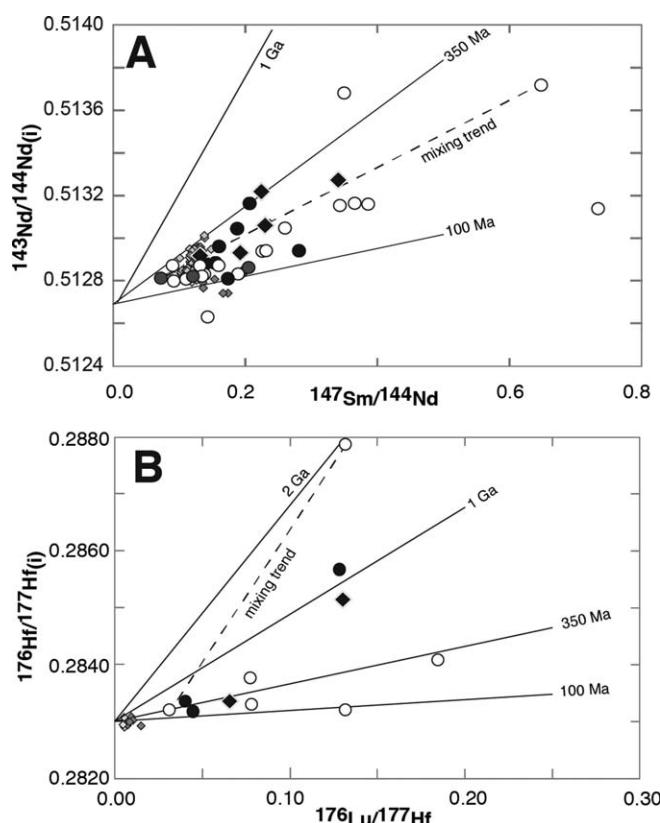 A
0.5140
0.5136
0.5132
0.5128
0.5124
143Nd/144Nd(i)
1 Ga
350 Ma
mixing trend
100 Ma
0.0
0.2
0.6
0.8
147Sm/144Nd
B
0.2880
0.2860
0.2840
0.2820
176Hf/177Hf(i)
2 Ga
1 Ga
mixing trend
350 Ma
100 Ma
0.00
0.10
0.20
0.30
176Lu/177Hf